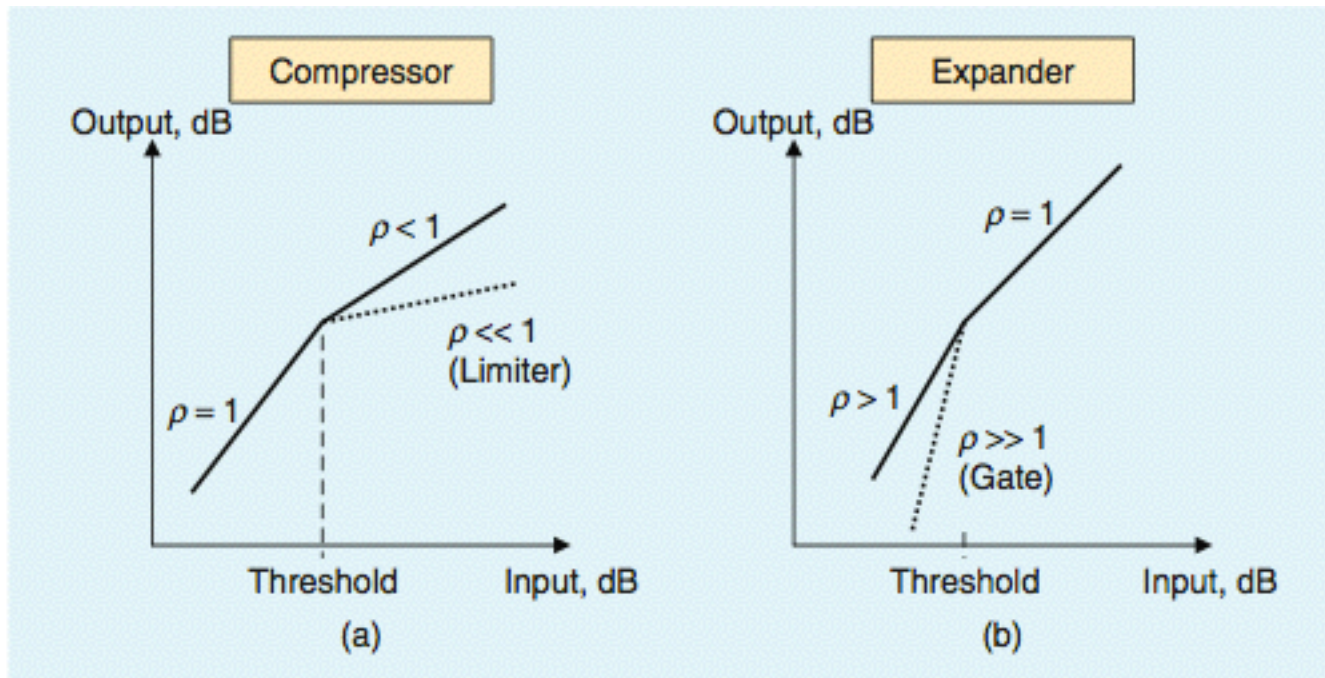 Compressor
Output, dB
ρ < 1
ρ << 1
(Limiter)
ρ = 1
Threshold
Input, dB
(a)
Expander
Output, dB
ρ = 1
ρ > 1
ρ >> 1
(Gate)
Threshold
Input, dB
(b)